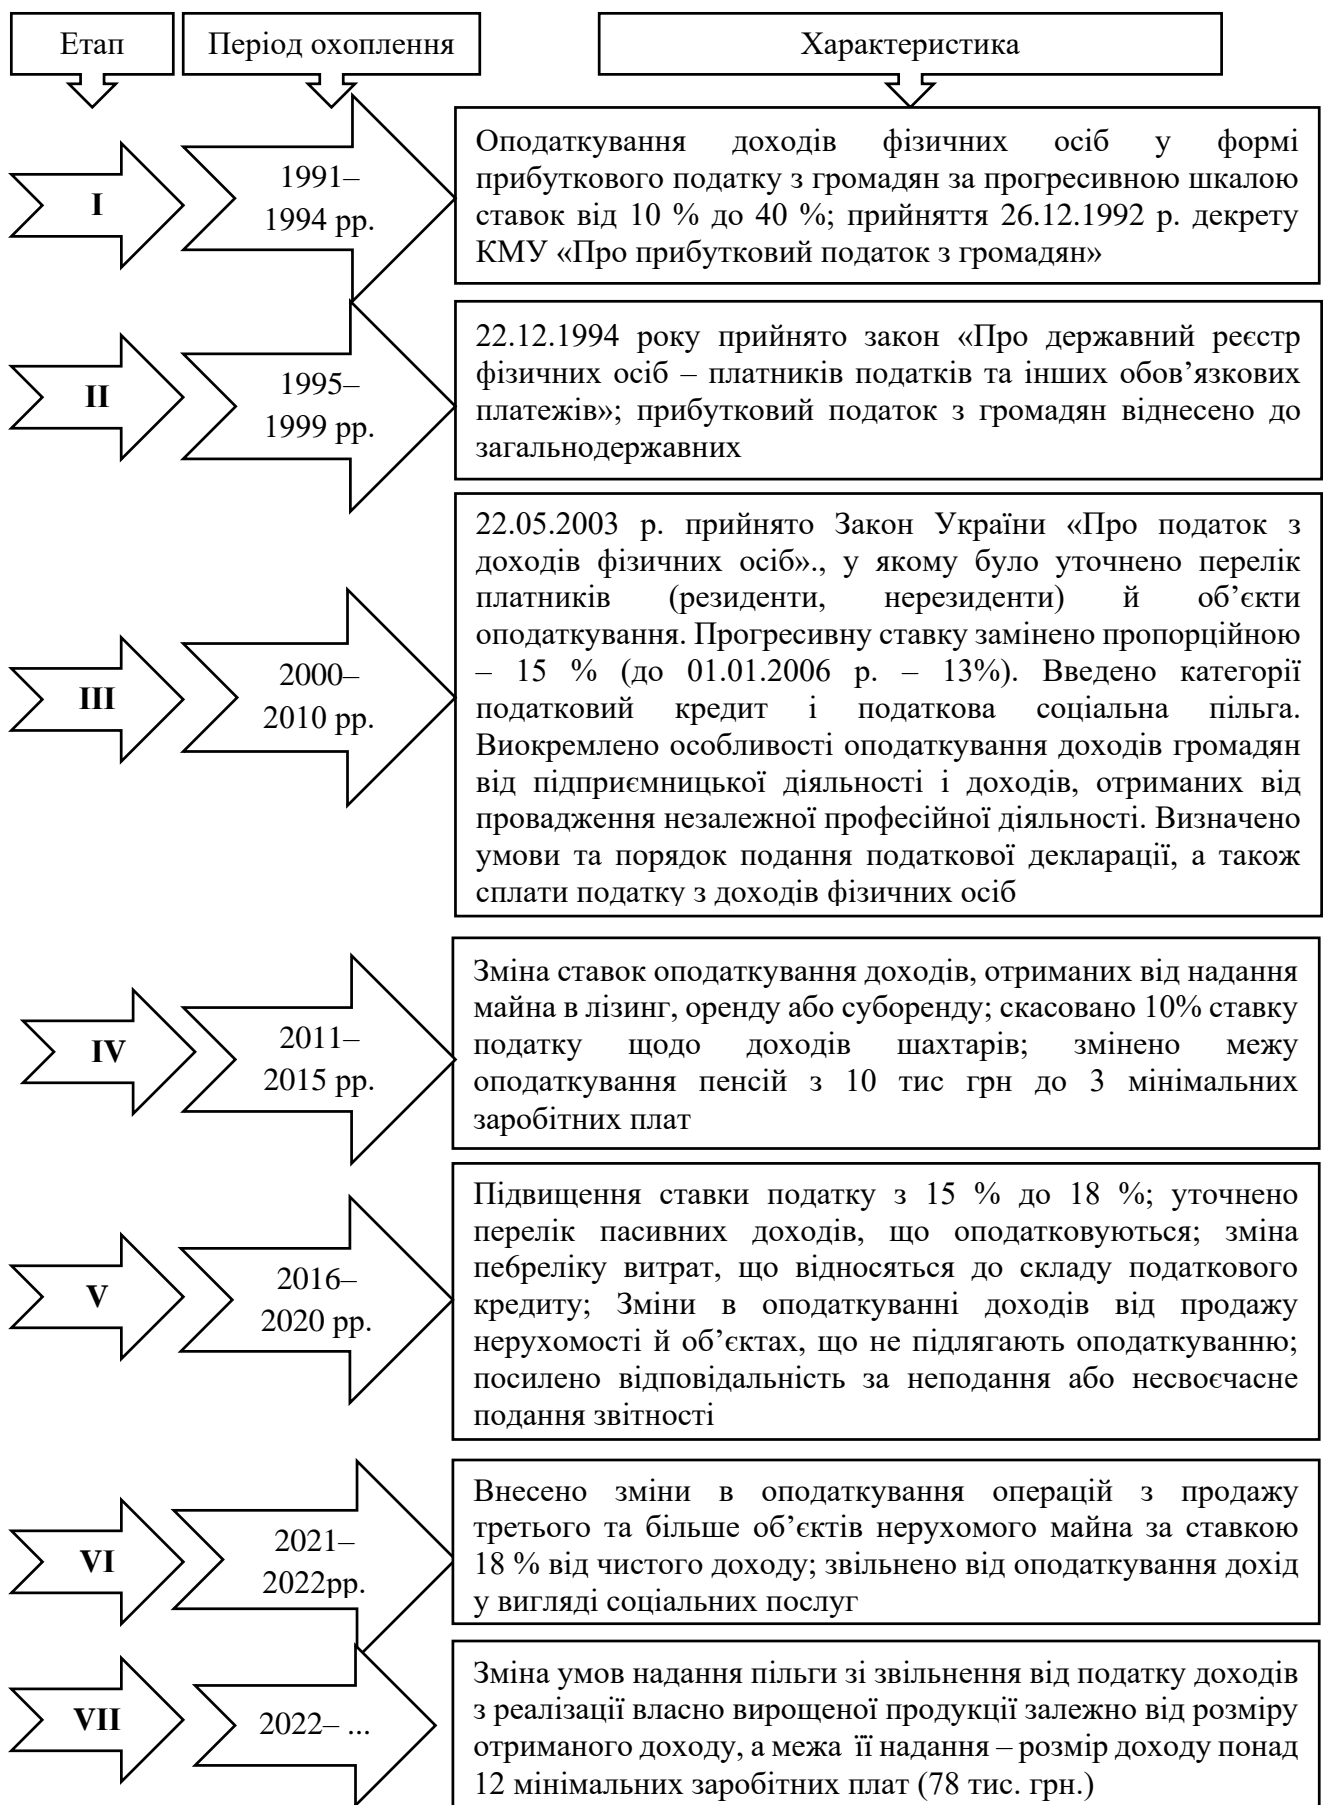 Етап
Період охоплення
Характеристика
I
1991–
1994 рр.
Оподаткування доходів фізичних осіб у формі
прибуткового податку з громадян за прогресивною шкалою
ставок від 10 % до 40 %; прийняття 26.12.1992 р. декрету
КМУ «Про прибутковий податок з громадян»
II
1995–
1999 рр.
22.12.1994 року прийнято закон «Про державний реєстр
фізичних осіб – платників податків та інших обов’язкових
платежів»; прибутковий податок з громадян віднесено до
загальнодержавних
III
2000–
2010 рр.
22.05.2003 р. прийнято Закон України «Про податок з
доходів фізичних осіб»., у якому було уточнено перелік
платників (резиденти, нерезиденти) й об’єкти
оподаткування. Прогресивну ставку замінено пропорційною
– 15 % (до 01.01.2006 р. – 13%). Введено категорії
податковий кредит і податкова соціальна пільга.
Виокремлено особливості оподаткування доходів громадян
від підприємницької діяльності і доходів, отриманих від
провадження незалежної професійної діяльності. Визначено
умови та порядок подання податкової декларації, а також
сплати податку з доходів фізичних осіб
IV
2011–
2015 рр.
Зміна ставок оподаткування доходів, отриманих від надання
майна в лізинг, оренду або суборенду; скасовано 10% ставку
податку щодо доходів шахтарів; змінено межу
оподаткування пенсій з 10 тис грн до 3 мінімальних
заробітних плат
V
2016–
2020 рр.
Підвищення ставки податку з 15 % до 18 %; уточнено
перелік пасивних доходів, що оподатковуються; зміна
пе6реліку витрат, що відносяться до складу податкового
кредиту; Зміни в оподаткуванні доходів від продажу
нерухомості й об’єктах, що не підлягають оподаткуванню;
посилено відповідальність за неподання або несвоєчасне
подання звітності
VI
2021–
2022рр.
Внесено зміни в оподаткування операцій з продажу
третього та більше об’єктів нерухомого майна за ставкою
18 % від чистого доходу; звільнено від оподаткування дохід
у вигляді соціальних послуг
VII
2022– ...
Зміна умов надання пільги зі звільнення від податку доходів
з реалізації власно вирощеної продукції залежно від розміру
отриманого доходу, а межа її надання – розмір доходу понад
12 мінімальних заробітних плат (78 тис. грн.)